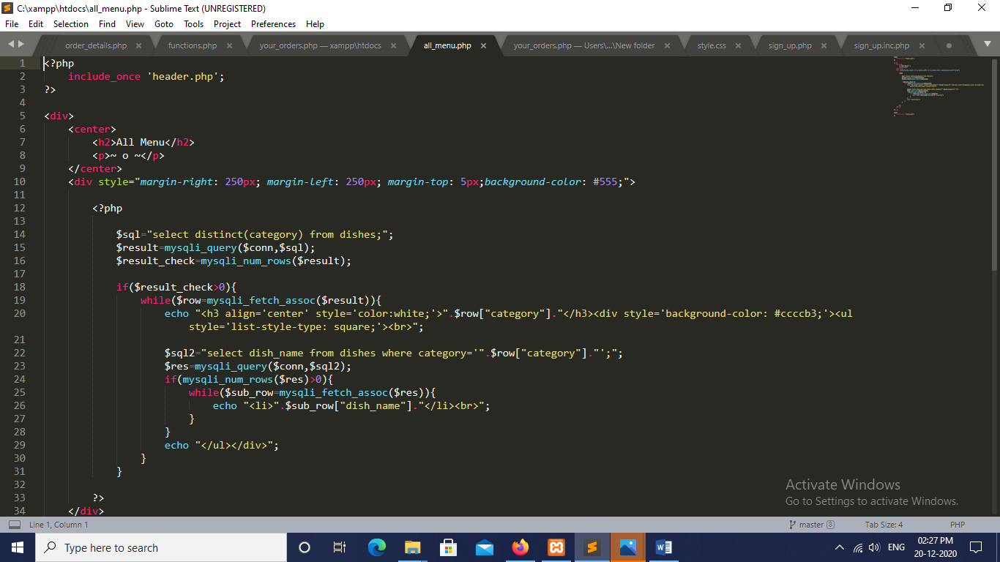 C:\xampp\htdocs\all_menu.php - Sublime Text (UNREGISTERED)
File Edit Selection Find View Goto Tools Project Preferences Help
order_details.php × functions.php × your_orders.php — xampp\htdocs × all_menu.php × your_orders.php — Users\...\New folder × style.css × sign_up.php × sign_up.inc.php ×
1 <?php
2 include_once 'header.php';
3 ?>
4
5 <div>
6 <center>
7 <h2>All Menu</h2>
8 <p>~ o ~</p>
9 </center>
10 <div style="margin-right: 250px; margin-left: 250px; margin-top: 5px;background-color: #555;">
11
12 <?php
13
14 $sql="select distinct(category) from dishes;";
15 $result=mysqli_query($conn,$sql);
16 $result_check=mysqli_num_rows($result);
17
18 if($result_check>0){
19 while($row=mysqli_fetch_assoc($result)){
20 echo "<h3 align='center' style='color:white;'>".$row["category"]."</h3><div style='background-color: #ccccb3;'><ul
style='list-style-type: square;'><br>";
21
22 $sql2="select dish_name from dishes where category='".$row["category"]."';";
23 $res=mysqli_query($conn,$sql2);
24 if(mysqli_num_rows($res)>0){
25 while($sub_row=mysqli_fetch_assoc($res)){
26 echo "<li>".$sub_row["dish_name"]."</li><br>";
27 }
28 }
29 echo "</ul></div>";
30 }
31 }
32
33 ?>
34 </div>
Activate Windows
Go to Settings to activate Windows.
Line 1, Column 1 master 8 Tab Size: 4 PHP
Type here to search ENG 02:27 PM
20-12-2020